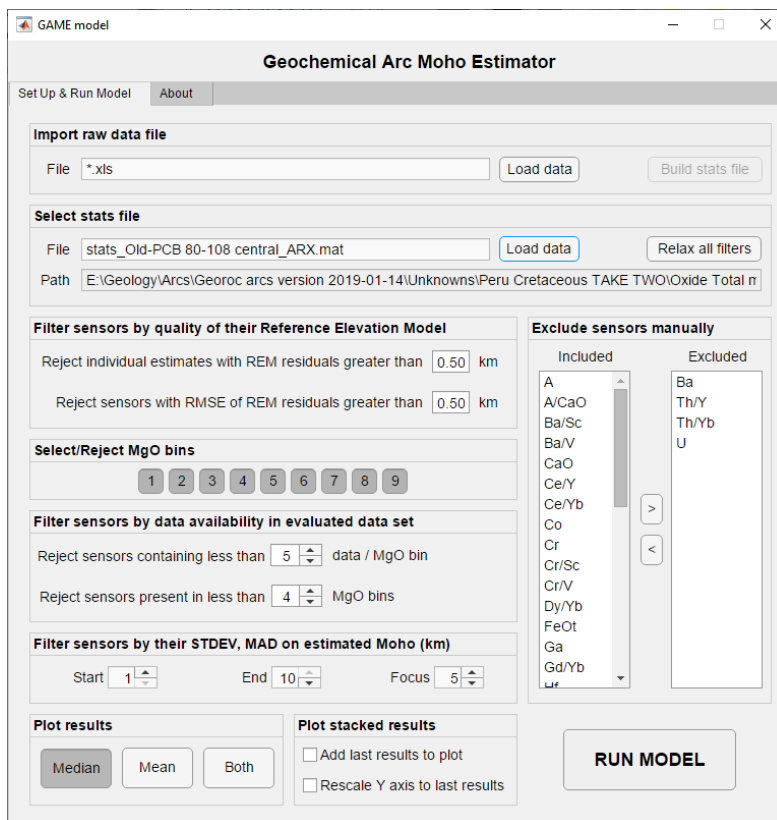 GAME model
Geochemical Arc Moho Estimator
Set Up & Run Model About
Import raw data file
File *.xls Load data Build stats file
Select stats file
File stats_Old-PCB 80-108 central_ARX.mat Load data Relax all filters
Path E:\Geology\Arcs\Georoc arcs version 2019-01-14\Unknowns\Peru Cretaceous TAKE TWO\Oxide Total
Filter sensors by quality of their Reference Elevation Model
Reject individual estimates with REM residuals greater than 0.50 km
Reject sensors with RMSE of REM residuals greater than 0.50 km
Select/Reject MgO bins
1 2 3 4 5 6 7 8 9
Filter sensors by data availability in evaluated data set
Reject sensors containing less than 5 data / MgO bin
Reject sensors present in less than 4 MgO bins
Filter sensors by their STDEV, MAD on estimated Moho (km)
Start 1 End 10 Focus 5
Exclude sensors manually
Included Excluded
A
A/CaO
Ba/Sc
Ba/V
CaO
Ce/Y
Ce/Yb
Co
Cr
Cr/Sc
Cr/V
Dy/Yb
FeOt
Ga
Gd/Yb
Hf
>
<
Ba
Th/Y
Th/Yb
U
Plot results
Median Mean Both
Plot stacked results
Add last results to plot
Rescale Y axis to last results
RUN MODEL